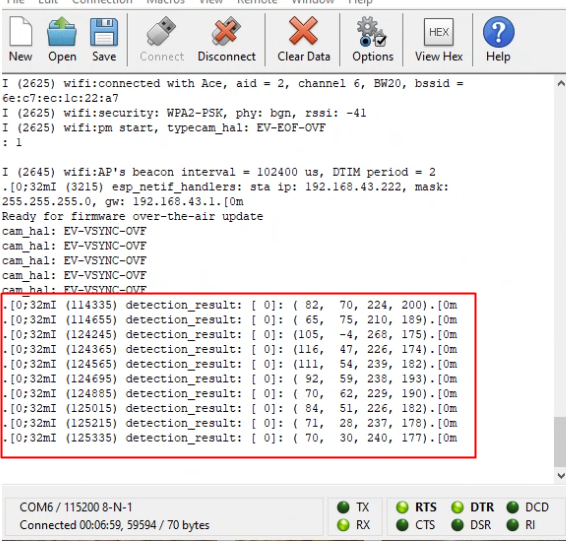 File Edit Connection Macros View Remote Window Help
New Open Save Connect Disconnect Clear Data Options View Hex Help
HEX
I (2625) wifi:connected with Ace, aid = 2, channel 6, BW20, bssid =
6e:c7:ec:1c:22:a7
I (2625) wifi:security: WPA2-PSK, phy: bgn, rssi: -41
I (2625) wifi:pm start, typecam_hal: EV-EOF-OVF
: 1
I (2645) wifi:AP's beacon interval = 102400 us, DTIM period = 2
.[0;32mI (3215) esp_netif_handlers: sta ip: 192.168.43.222, mask:
255.255.255.0, gw: 192.168.43.1.[0m
Ready for firmware over-the-air update
cam_hal: EV-VSYNC-OVF
cam_hal: EV-VSYNC-OVF
cam_hal: EV-VSYNC-OVF
cam_hal: EV-VSYNC-OVF
cam_hal: EV-VSYNC-OVF
.[0;32mI (114335) detection_result: [ 0]: ( 82, 70, 224, 200).[0m
.[0;32mI (114655) detection_result: [ 0]: ( 65, 75, 210, 189).[0m
.[0;32mI (124245) detection_result: [ 0]: (105, -4, 268, 175).[0m
.[0;32mI (124365) detection_result: [ 0]: (116, 47, 226, 174).[0m
.[0;32mI (124565) detection_result: [ 0]: (111, 54, 239, 182).[0m
.[0;32mI (124695) detection_result: [ 0]: ( 92, 59, 238, 193).[0m
.[0;32mI (124885) detection_result: [ 0]: ( 70, 62, 229, 190).[0m
.[0;32mI (125015) detection_result: [ 0]: ( 84, 51, 226, 182).[0m
.[0;32mI (125215) detection_result: [ 0]: ( 71, 28, 237, 178).[0m
.[0;32mI (125335) detection_result: [ 0]: ( 70, 30, 240, 177).[0m
COM6 / 115200 8-N-1
Connected 00:06:59, 59594 / 70 bytes
TX RTS DTR DCD
RX CTS DSR RI